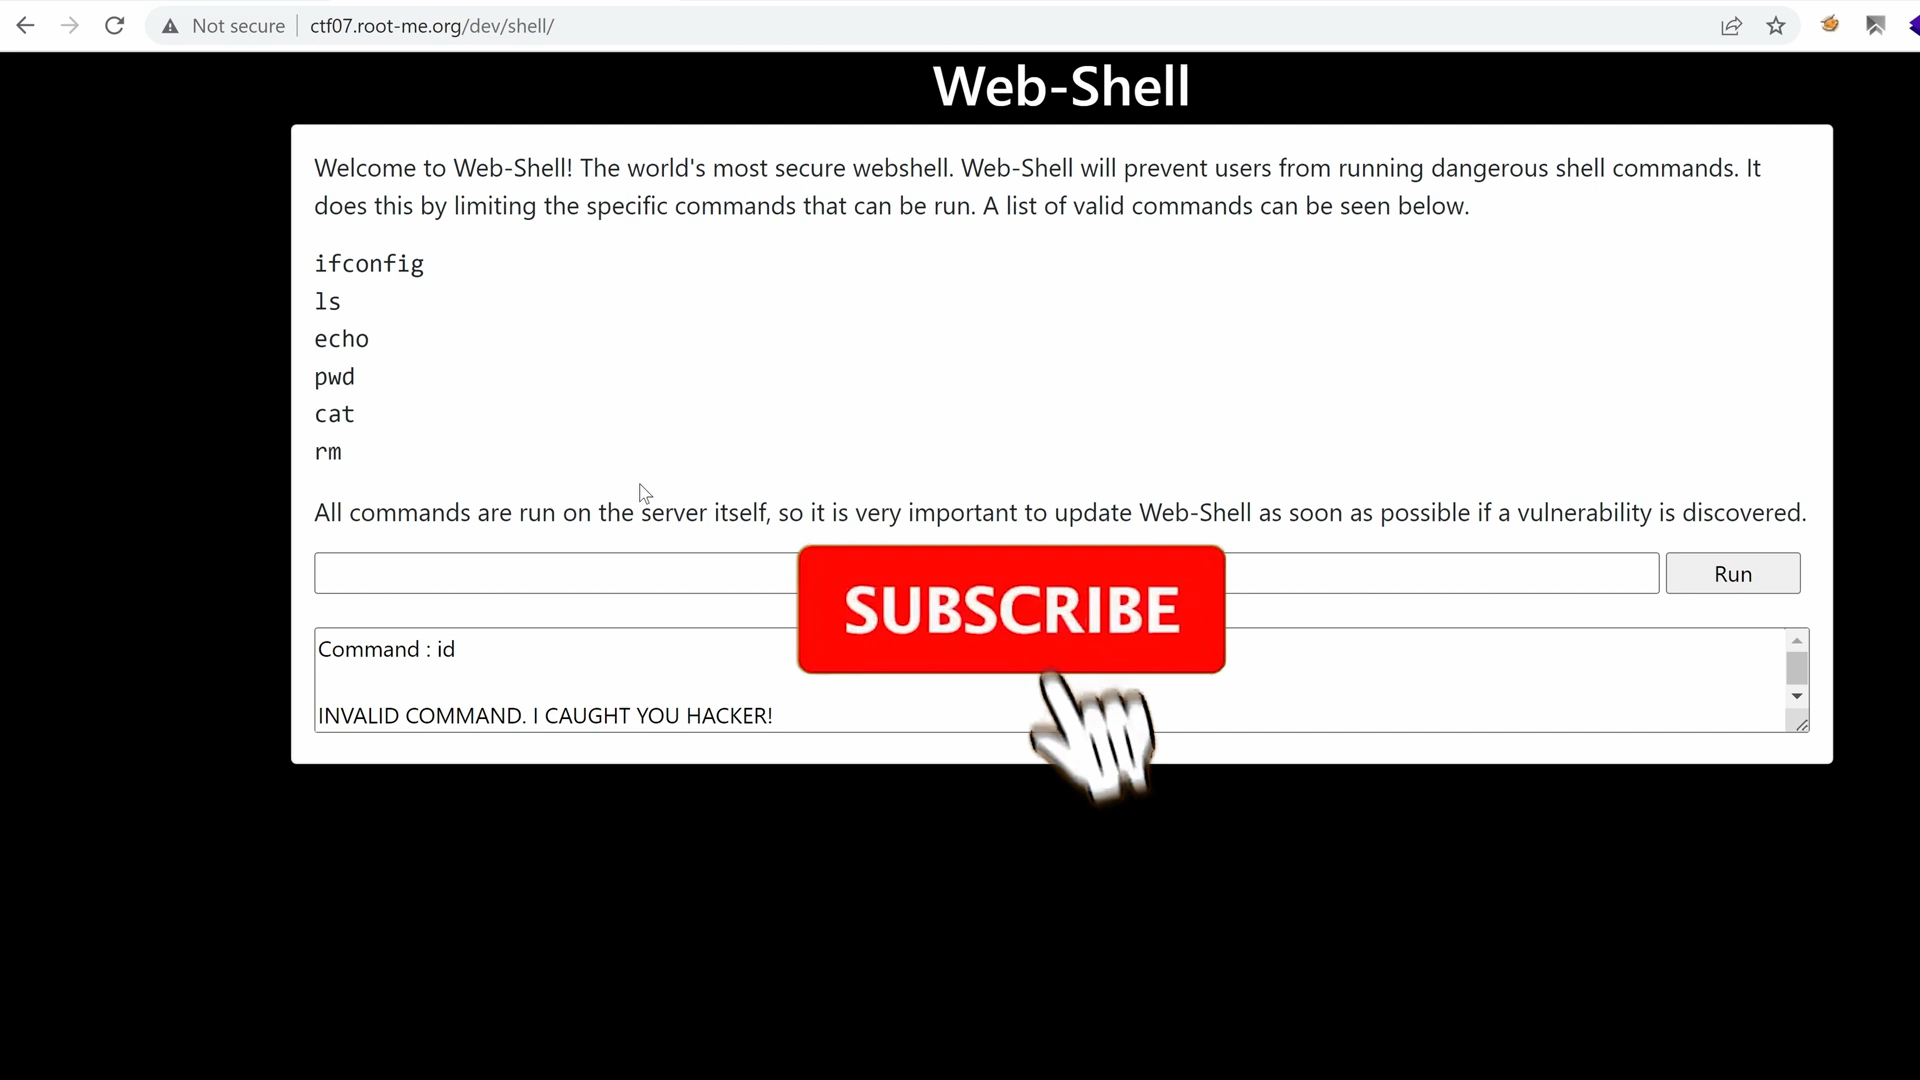 Not secure
ctf07.root-me.org/dev/shell/
Web-Shell
Welcome to Web-Shell! The world's most secure webshell. Web-Shell will prevent users from running dangerous shell commands. It
does this by limiting the specific commands that can be run. A list of valid commands can be seen below.
ifconfig
ls
echo
pwd
cat
rm
All commands are run on the server itself, so it is very important to update Web-Shell as soon as possible if a vulnerability is discovered.
Run
SUBSCRIBE
Command : id
INVALID COMMAND. I CAUGHT YOU HACKER!